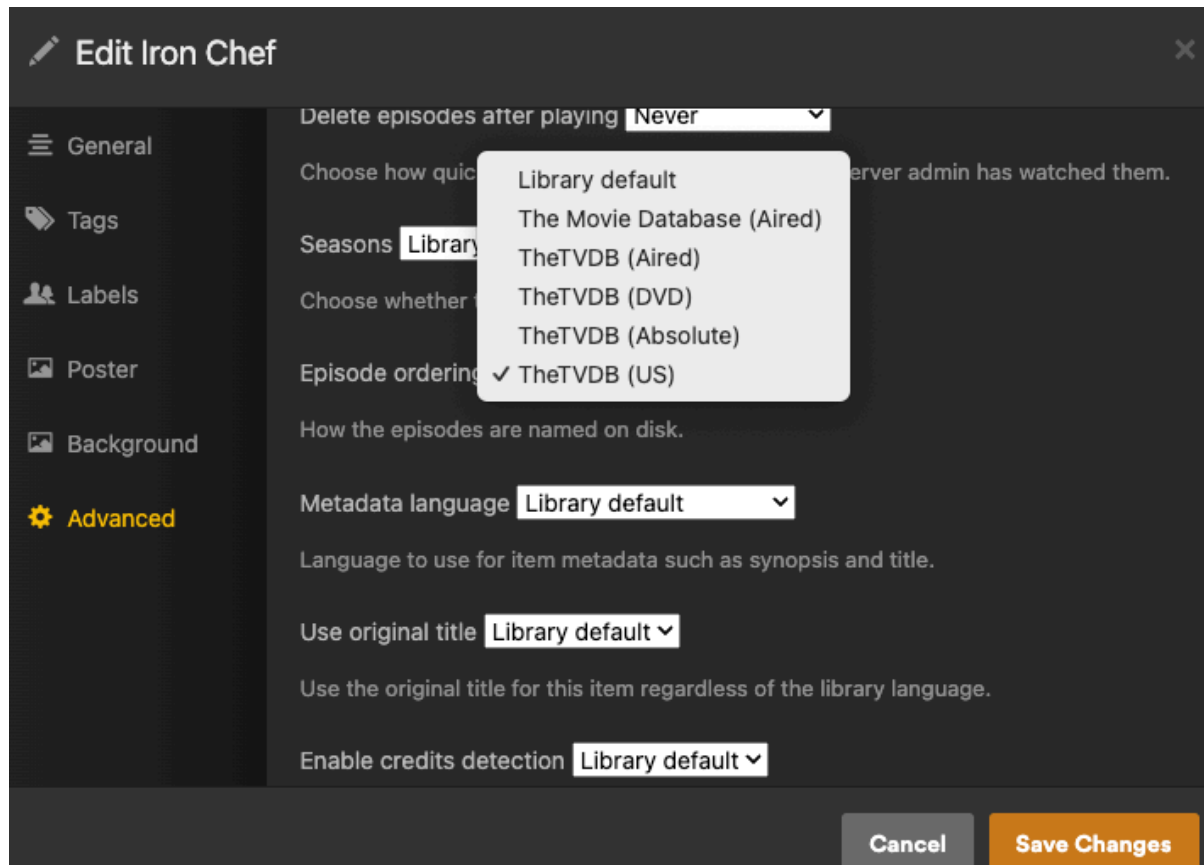 Edit Iron Chef
General
Tags
Labels
Poster
Background
Advanced
Delete episodes after playing Never
Choose how quic erver admin has watched them.
Seasons Library
Choose whether
Episode ordering
Library default
The Movie Database (Aired)
TheTVDB (Aired)
TheTVDB (DVD)
TheTVDB (Absolute)
✓ TheTVDB (US)
How the episodes are named on disk.
Metadata language Library default
Language to use for item metadata such as synopsis and title.
Use original title Library default
Use the original title for this item regardless of the library language.
Enable credits detection Library default
Cancel Save Changes